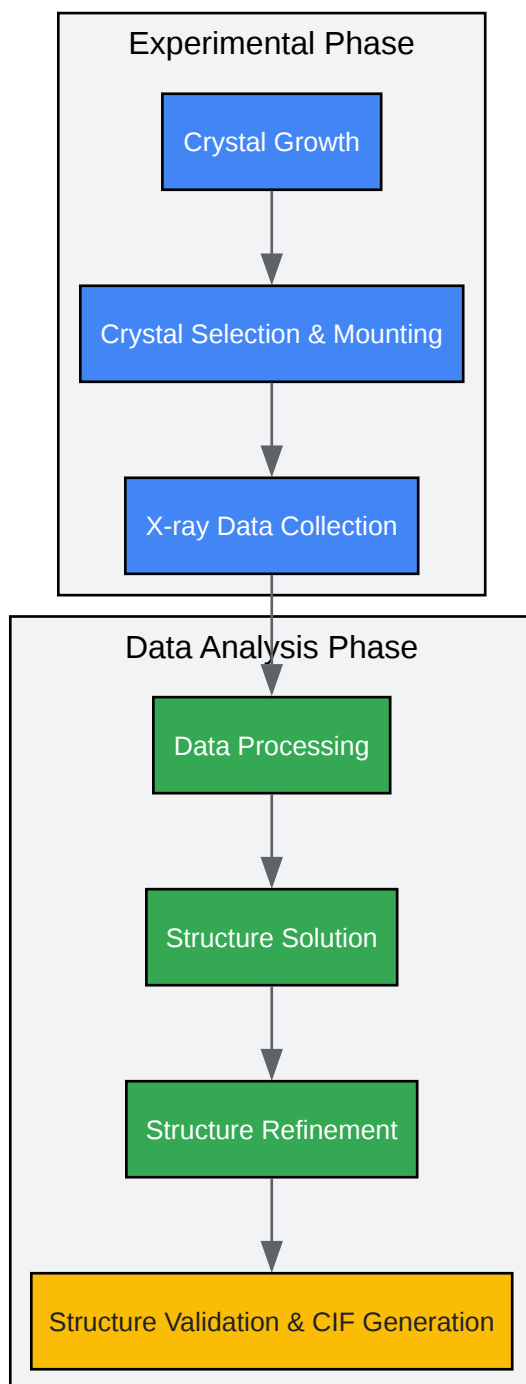 Experimental Phase
Crystal Growth
Crystal Selection & Mounting
X-ray Data Collection
Data Analysis Phase
Data Processing
Structure Solution
Structure Refinement
Structure Validation & CIF Generation